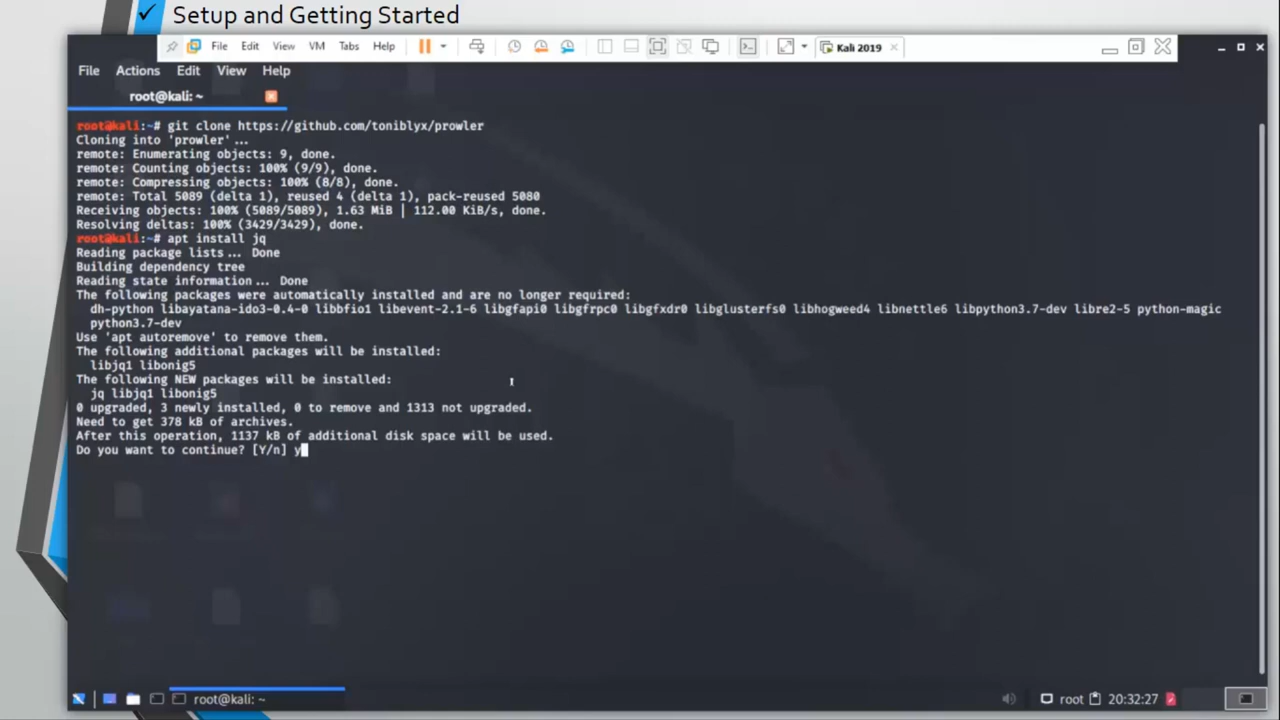 ✓ Setup and Getting Started
File Edit View VM Tabs Help Kali 2019
File Actions Edit View Help
root@kali: ~
root@kali:~# git clone https://github.com/toniblyx/prowler
Cloning into 'prowler'...
remote: Enumerating objects: 9, done.
remote: Counting objects: 100% (9/9), done.
remote: Compressing objects: 100% (8/8), done.
remote: Total 5089 (delta 1), reused 4 (delta 1), pack-reused 5080
Receiving objects: 100% (5089/5089), 1.63 MiB | 112.00 KiB/s, done.
Resolving deltas: 100% (3429/3429), done.
root@kali:~# apt install jq
Reading package lists... Done
Building dependency tree
Reading state information... Done
The following packages were automatically installed and are no longer required:
dh-python libayatana-ido3-0.4-0 libbfio1 libevent-2.1-6 libgfapi0 libgfrpc0 libgfxdr0 libglusterfs0 libhogweed4 libnettle6 libpython3.7-dev libre2-5 python-magic
python3.7-dev
Use 'apt autoremove' to remove them.
The following additional packages will be installed:
libjq1 libonig5
The following NEW packages will be installed:
jq libjq1 libonig5
0 upgraded, 3 newly installed, 0 to remove and 1313 not upgraded.
Need to get 378 kB of archives.
After this operation, 1137 kB of additional disk space will be used.
Do you want to continue? [Y/n] y
root@kali: ~ root 20:32:27